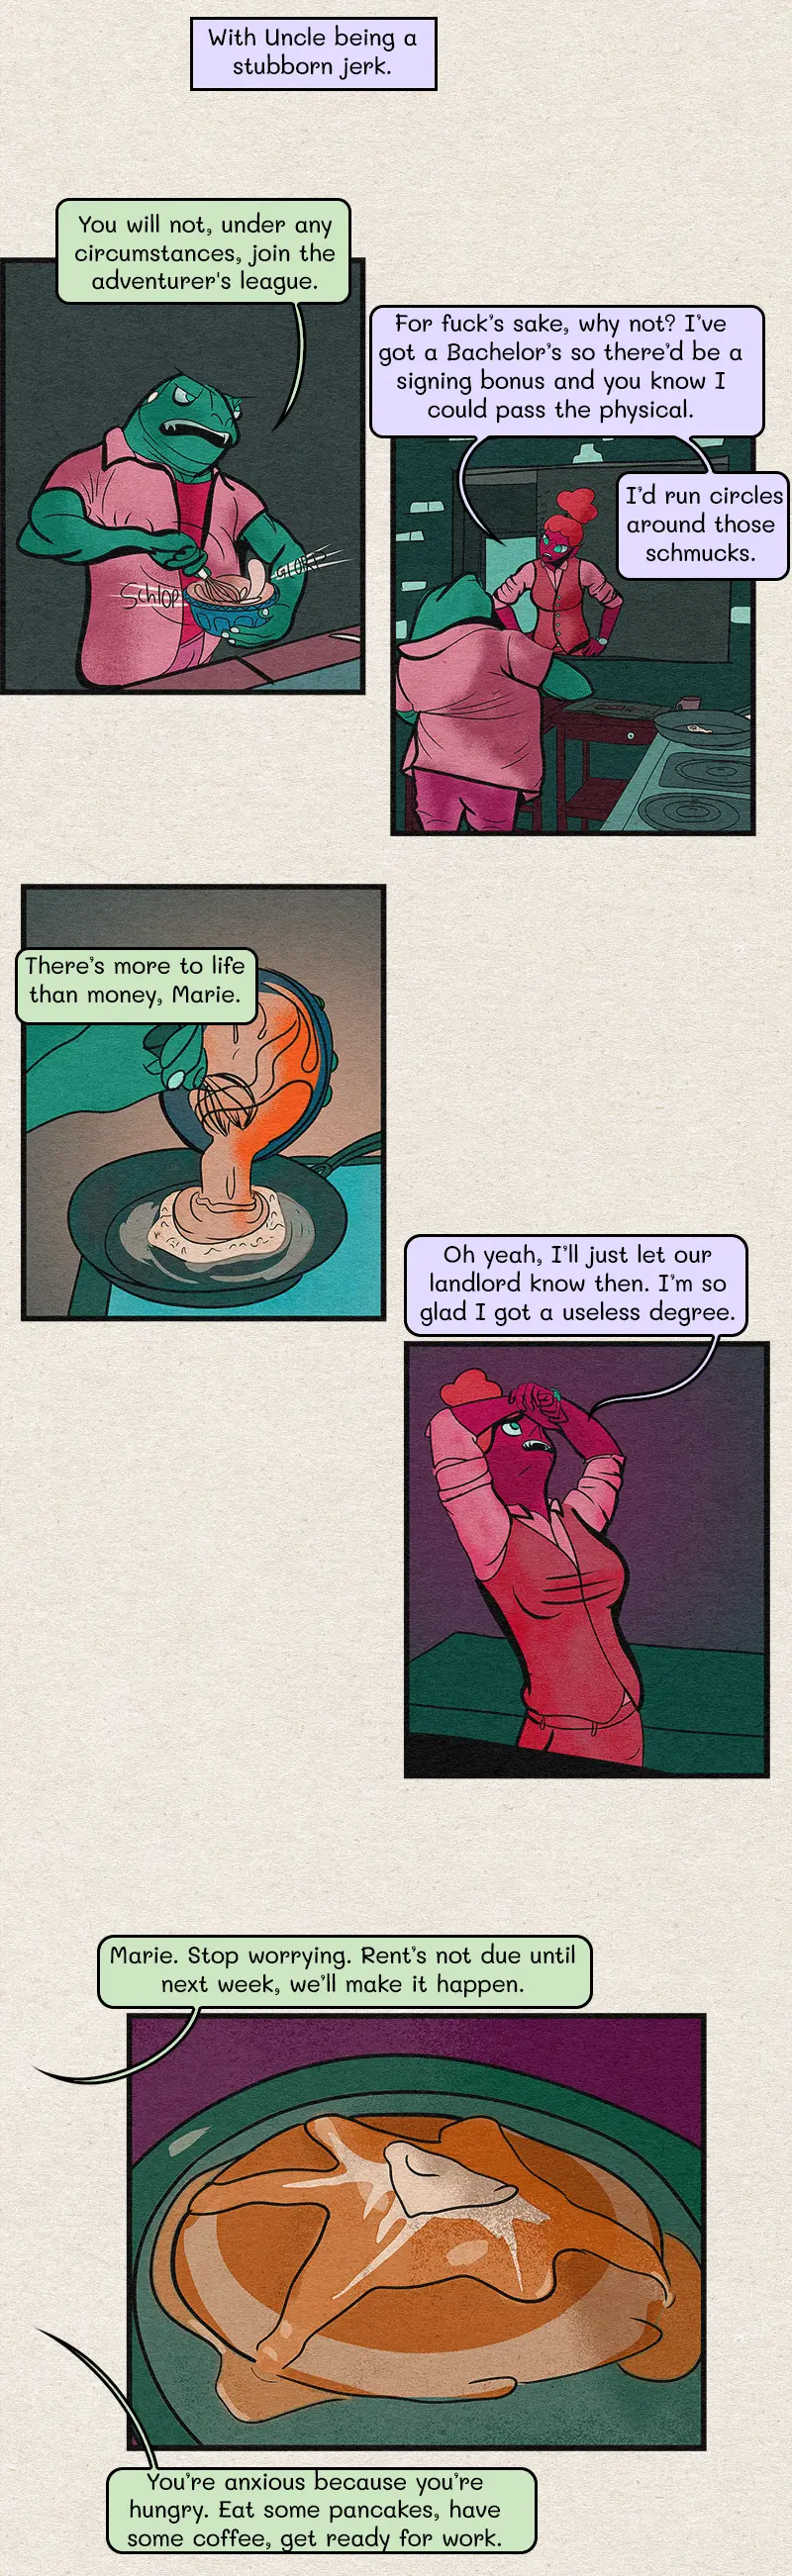 With Uncle being a
stubborn jerk.
You will not, under any
circumstances, join the
adventurer's league.
Schlop
For fuck's sake, why not? I've
got a Bachelor's so there'd be a
signing bonus and you know I
could pass the physical.
I'd run circles
around those
schmucks.
There's more to life
than money, Marie.
Oh yeah, I'll just let our
landlord know then. I'm so
glad I got a useless degree.
Marie. Stop worrying. Rent's not due until
next week, we'll make it happen.
You're anxious because you're
hungry. Eat some pancakes, have
some coffee, get ready for work.